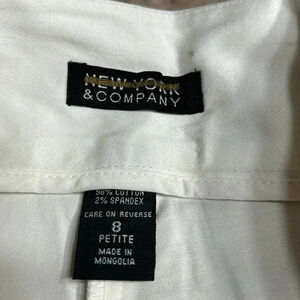 NEW YORK
& COMPANY
98% COTTON
2% SPANDEX
CARE ON REVERSE
8
PETITE
MADE IN
MONGOLIA